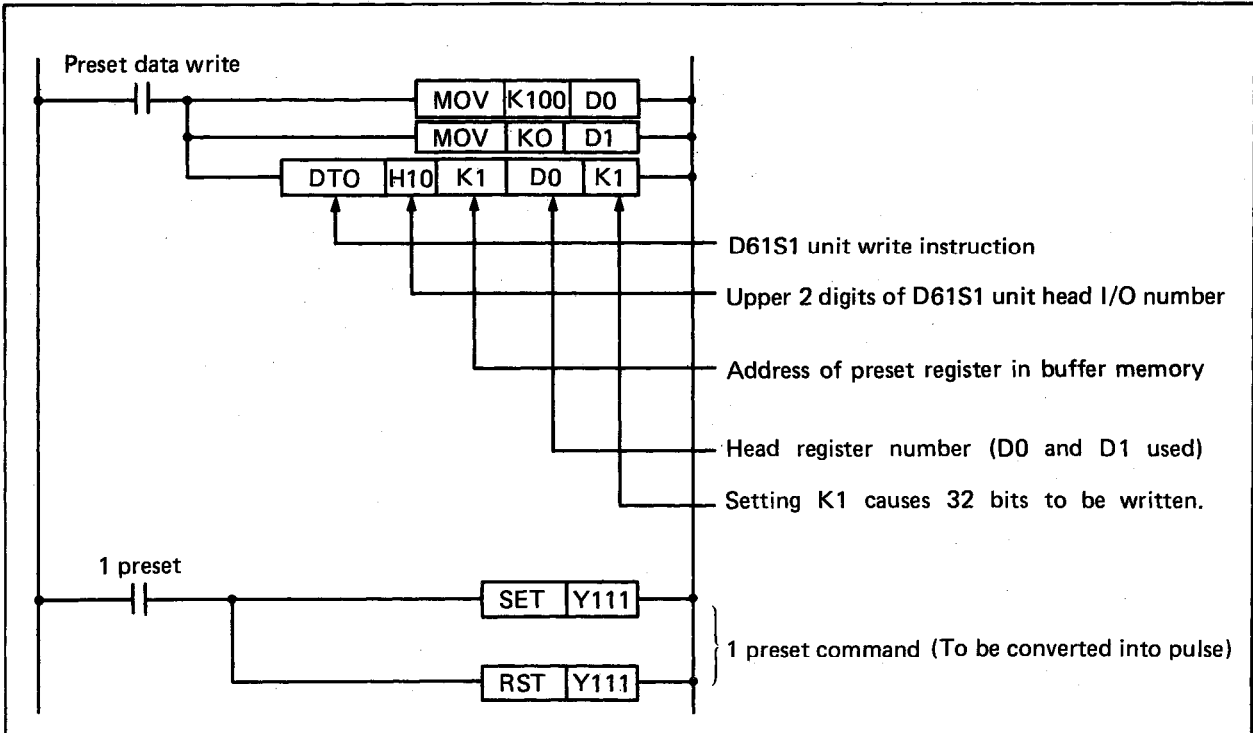 Preset data write
MOV K100 D0
MOV K0 D1
DTO H10 K1 D0 K1
D61S1 unit write instruction
Upper 2 digits of D61S1 unit head I/O number
Address of preset register in buffer memory
Head register number (D0 and D1 used)
Setting K1 causes 32 bits to be written.
1 preset
SET Y111
1 preset command (To be converted into pulse)
RST Y111